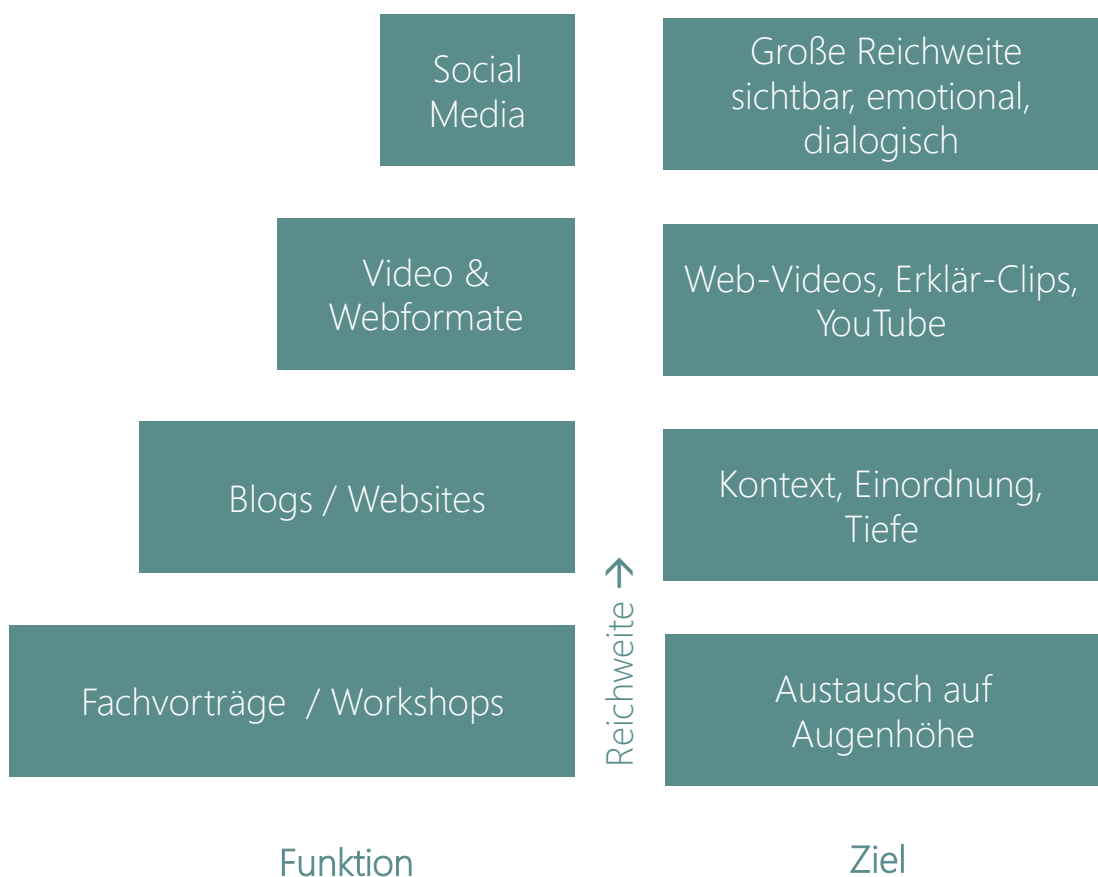 Social
Media
Große Reichweite
sichtbar, emotional,
dialogisch
Video &
Webformate
Web-Videos, Erklär-Clips,
YouTube
Blogs / Websites
Kontext, Einordnung,
Tiefe
Fachvorträge / Workshops
Reichweite →
Austausch auf
Augenhöhe
Funktion
Ziel